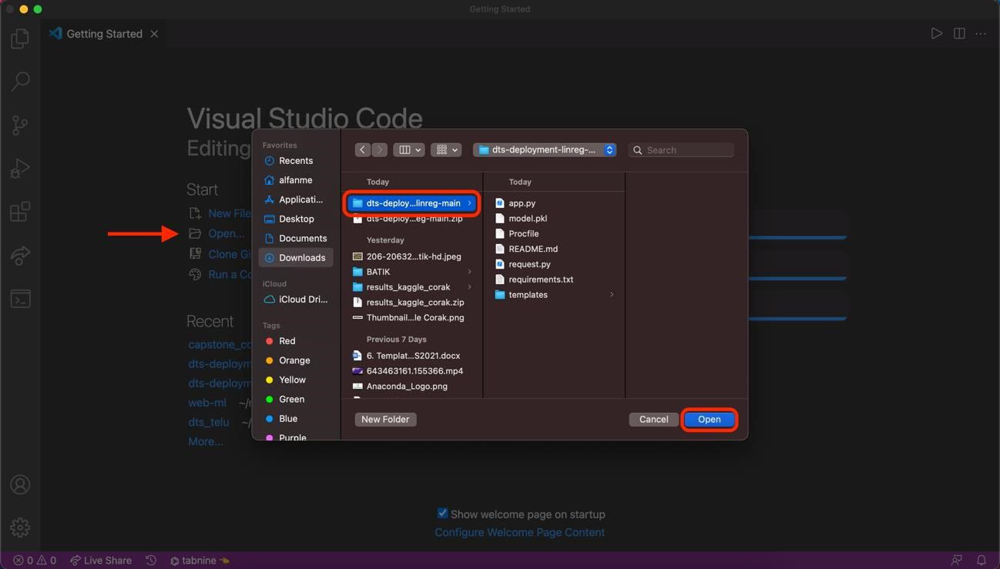 Getting Started
Getting Started
Visual Studio Code
Editing
Start
New File
Open...
Clone Gi
Run a Co
Recent
capstone_co
dts-deploym
dts-deploym
web-ml ~/r
dts_telu ~/
More...
Favorites
Recents
alfanme
Applicati...
Desktop
Documents
Downloads
iCloud
iCloud Dri...
Tags
Red
Orange
Yellow
Green
Blue
Purple
dts-deployment-linreg-...
Search
Today
dts-deploy...linreg-main
dts-deploy...eg-main.zip
Yesterday
206-20632...tik-hd.jpeg
BATIK
results_kaggle_corak
results_kaggle_corak.zip
Thumbnail...le Corak.png
Previous 7 Days
6. Templat...S2021.docx
643463161.155366.mp4
Anaconda_Logo.png
Today
app.py
model.pkl
Procfile
README.md
request.py
requirements.txt
templates
New Folder
Cancel
Open
Show welcome page on startup
Configure Welcome Page Content
0 0 Live Share tabnine